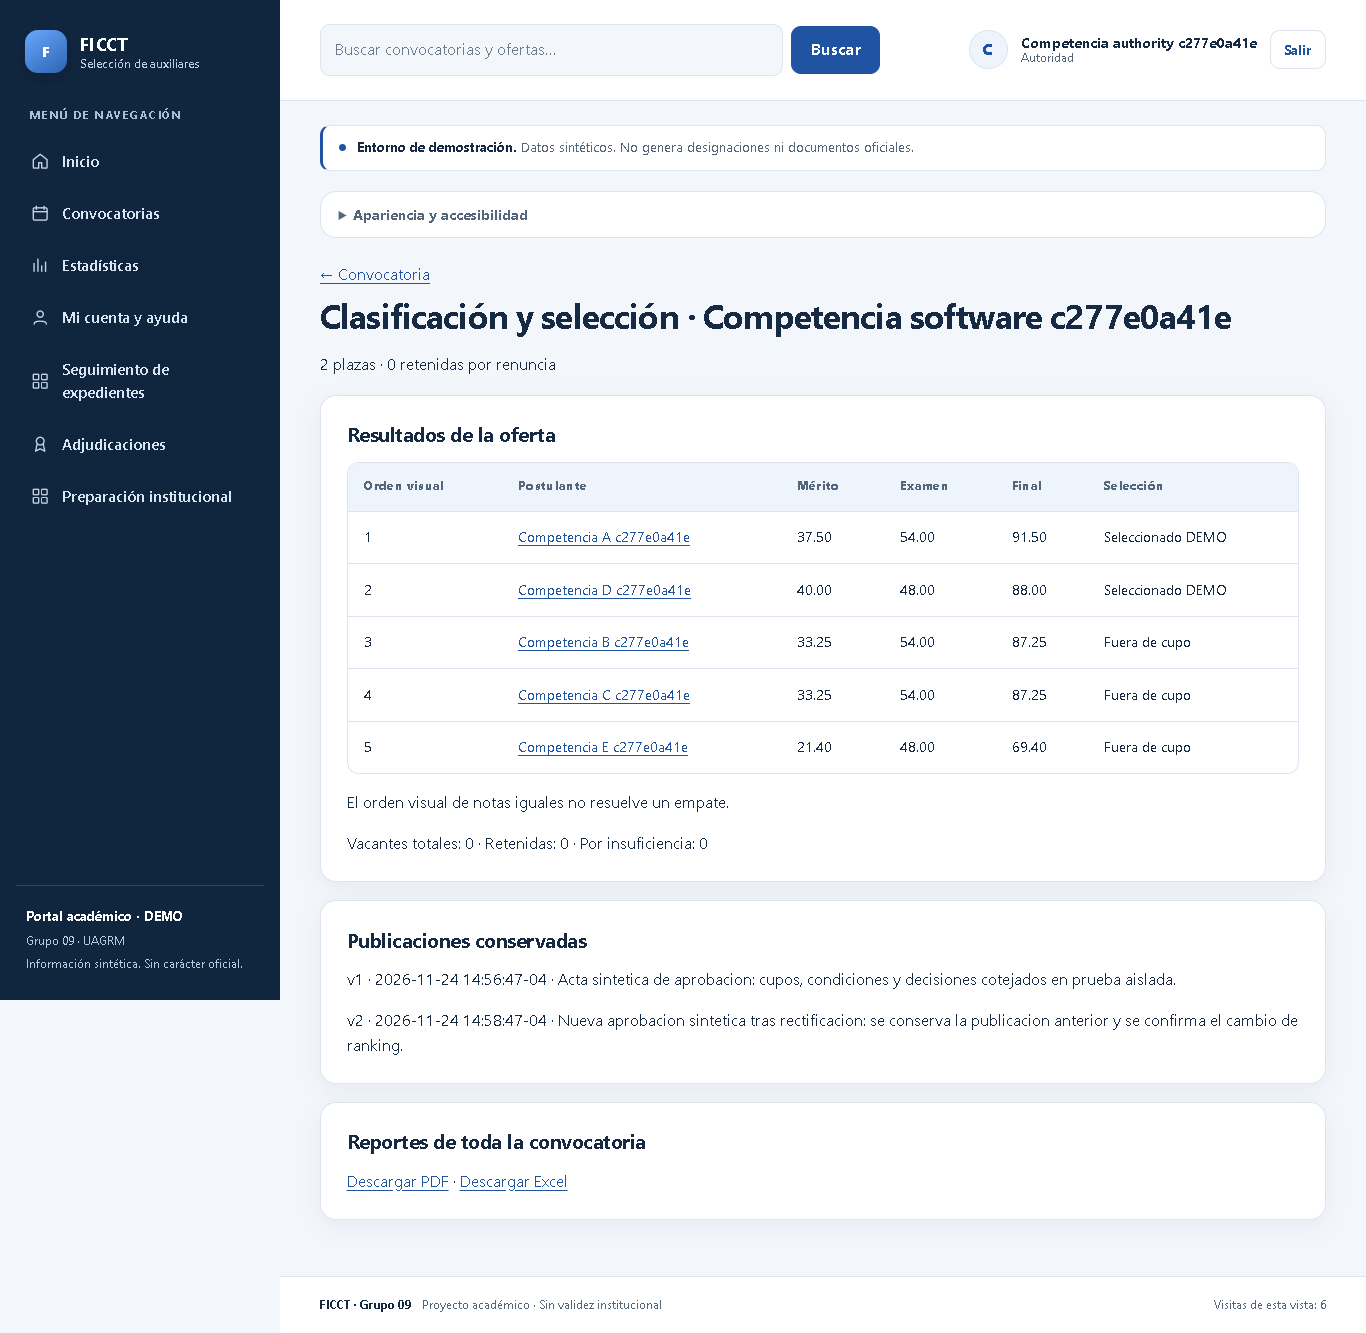 F
FICCT
Selección de auxiliares
MENÚ DE NAVEGACIÓN
Inicio
Convocatorias
Estadísticas
Mi cuenta y ayuda
Seguimiento de
expedientes
Adjudicaciones
Preparación institucional
Portal académico · DEMO
Grupo 09 · UAGRM
Información sintética. Sin carácter oficial.
Buscar convocatorias y ofertas...
Buscar
C
Competencia authority c277e0a41e
Autoridad
Salir
Entorno de demostración. Datos sintéticos. No genera designaciones ni documentos oficiales.
Apariencia y accesibilidad
← Convocatoria
Clasificación y selección · Competencia software c277e0a41e
2 plazas · 0 retenidas por renuncia
Resultados de la oferta
Orden visual Postulante Mérito Examen Final Selección
1 Competencia A c277e0a41e 37.50 54.00 91.50 Seleccionado DEMO
2 Competencia D c277e0a41e 40.00 48.00 88.00 Seleccionado DEMO
3 Competencia B c277e0a41e 33.25 54.00 87.25 Fuera de cupo
4 Competencia C c277e0a41e 33.25 54.00 87.25 Fuera de cupo
5 Competencia E c277e0a41e 21.40 48.00 69.40 Fuera de cupo
El orden visual de notas iguales no resuelve un empate.
Vacantes totales: 0 · Retenidas: 0 · Por insuficiencia: 0
Publicaciones conservadas
v1 · 2026-11-24 14:56:47-04 · Acta sintetica de aprobacion: cupos, condiciones y decisiones cotejados en prueba aislada.
v2 · 2026-11-24 14:58:47-04 · Nueva aprobacion sintetica tras rectificacion: se conserva la publicacion anterior y se confirma el cambio de
ranking.
Reportes de toda la convocatoria
Descargar PDF · Descargar Excel
FICCT · Grupo 09 Proyecto académico · Sin validez institucional
Visitas de esta vista: 6